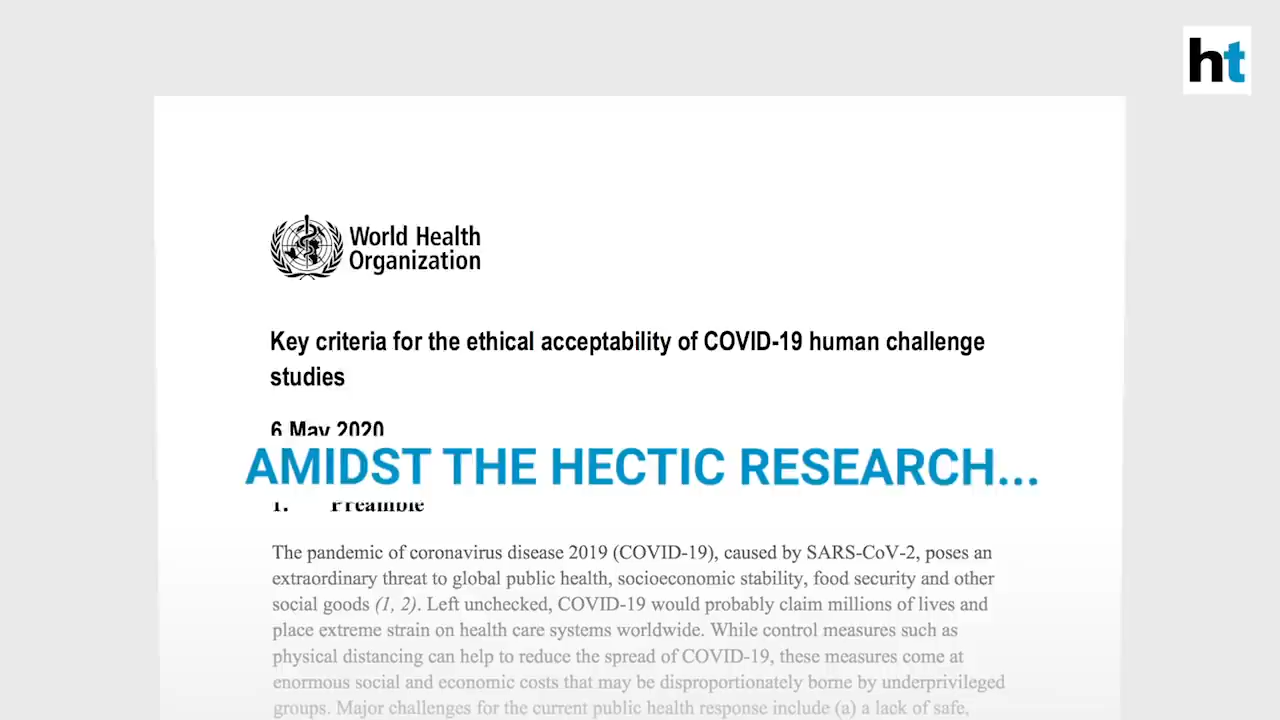 ht
World Health
Organization
Key criteria for the ethical acceptability of COVID-19 human challenge
studies
6 May 2020
AMIDST THE HECTIC RESEARCH...
1. Preamble
The pandemic of coronavirus disease 2019 (COVID-19), caused by SARS-CoV-2, poses an
extraordinary threat to global public health, socioeconomic stability, food security and other
social goods (1, 2). Left unchecked, COVID-19 would probably claim millions of lives and
place extreme strain on health care systems worldwide. While control measures such as
physical distancing can help to reduce the spread of COVID-19, these measures come at
enormous social and economic costs that may be disproportionately borne by underprivileged
groups. Major challenges for the current public health response include (a) a lack of safe,